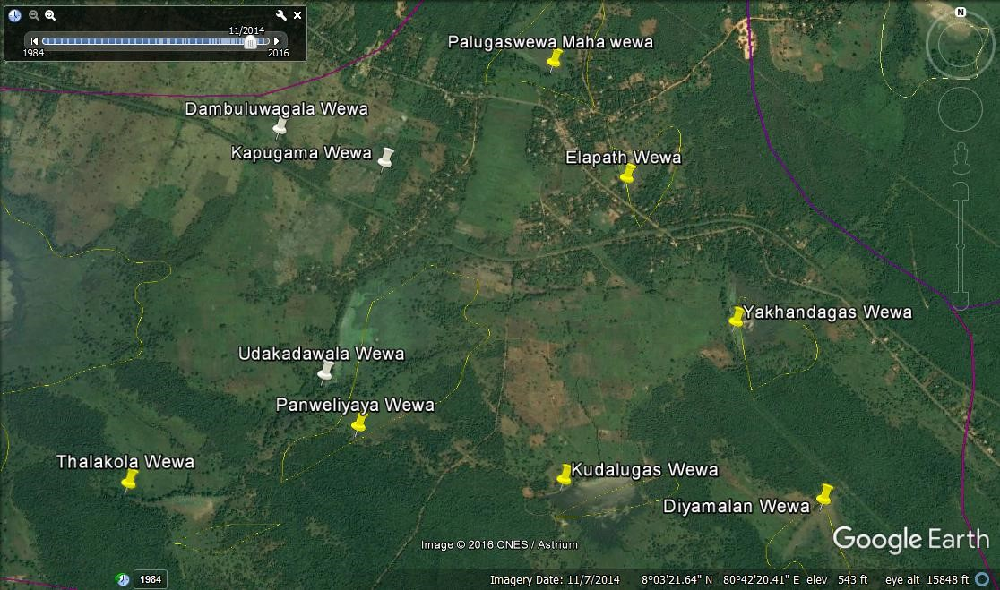 N
11/2014
1984
2016
Palugaswewa Maha wewa
Dambuluwagala Wewa
Kapugama Wewa
Elapath Wewa
Yakhandagas Wewa
Udakadawala Wewa
Panweliyaya Wewa
Thalakola Wewa
Kudalugas Wewa
Diyamalan Wewa
Google Earth
Image © 2016 CNES / Astrium
1984
Imagery Date: 11/7/2014 8°03'21.64" N 80°42'20.41" E elev 543 ft eye alt 15848 ft